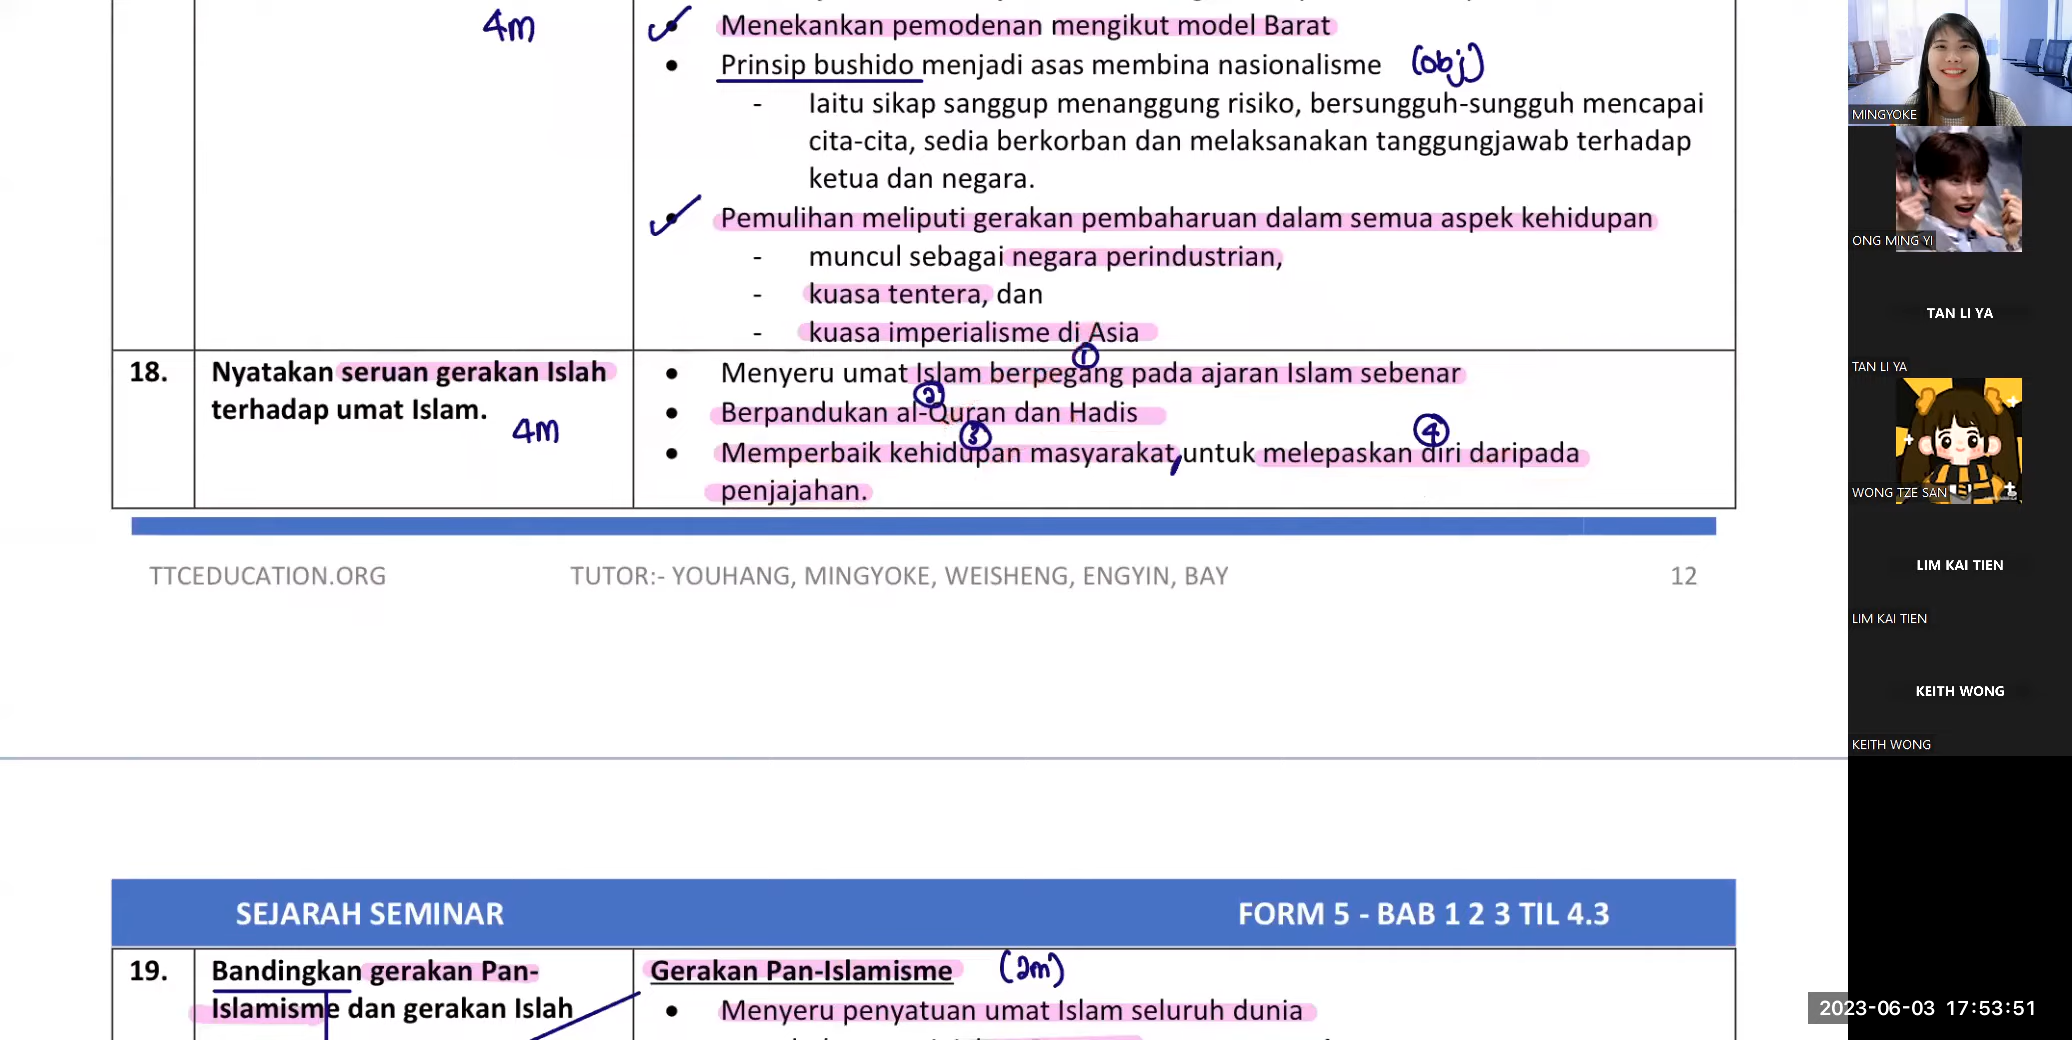 4m
Menekankan pemodenan mengikut model Barat
Prinsip bushido menjadi asas membina nasionalisme (obj)
- Iaitu sikap sanggup menanggung risiko, bersungguh-sungguh mencapai
cita-cita, sedia berkorban dan melaksanakan tanggungjawab terhadap
ketua dan negara.
Pemulihan meliputi gerakan pembaharuan dalam semua aspek kehidupan
- muncul sebagai negara perindustrian,
- kuasa tentera, dan
- kuasa imperialisme di Asia
18.
Nyatakan seruan gerakan Islah
terhadap umat Islam.
4m
①
Menyeru umat Islam berpegang pada ajaran Islam sebenar
②
Berpandukan al-Quran dan Hadis
③ ④
Memperbaik kehidupan masyarakat, untuk melepaskan diri daripada
penjajahan.
TTCEDUCATION.ORG TUTOR:- YOUHANG, MINGYOKE, WEISHENG, ENGYIN, BAY 12
SEJARAH SEMINAR FORM 5 - BAB 1 2 3 TIL 4.3
19.
Bandingkan gerakan Pan-
Islamisme dan gerakan Islah
Gerakan Pan-Islamisme (2m)
Menyeru penyatuan umat Islam seluruh dunia
MINGYOKE
ONG MING YI
TAN LI YA
TAN LI YA
WONG TZE SAN
LIM KAI TIEN
LIM KAI TIEN
KEITH WONG
KEITH WONG
2023-06-03 17:53:51